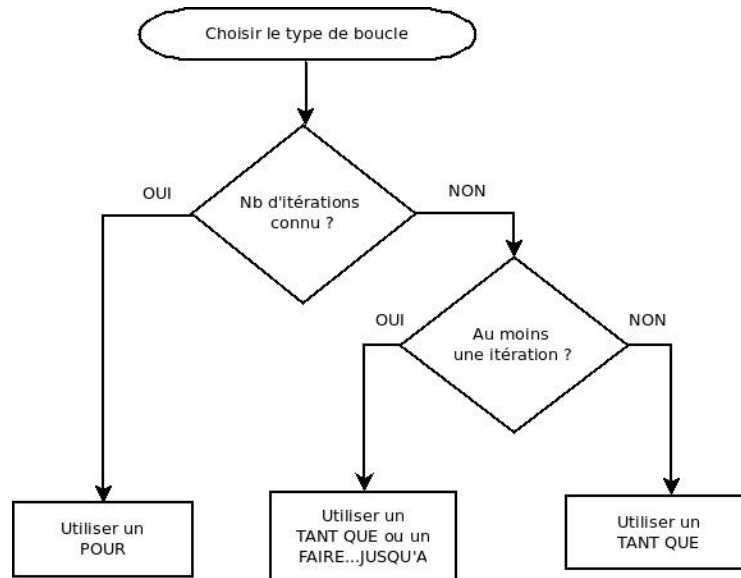 Choisir le type de boucle
Nb d'itérations
connu ?
OUI
NON
Au moins
une itération ?
OUI
NON
Utiliser un
POUR
Utiliser un
TANT QUE ou un
FAIRE...JUSQU'A
Utiliser un
TANT QUE